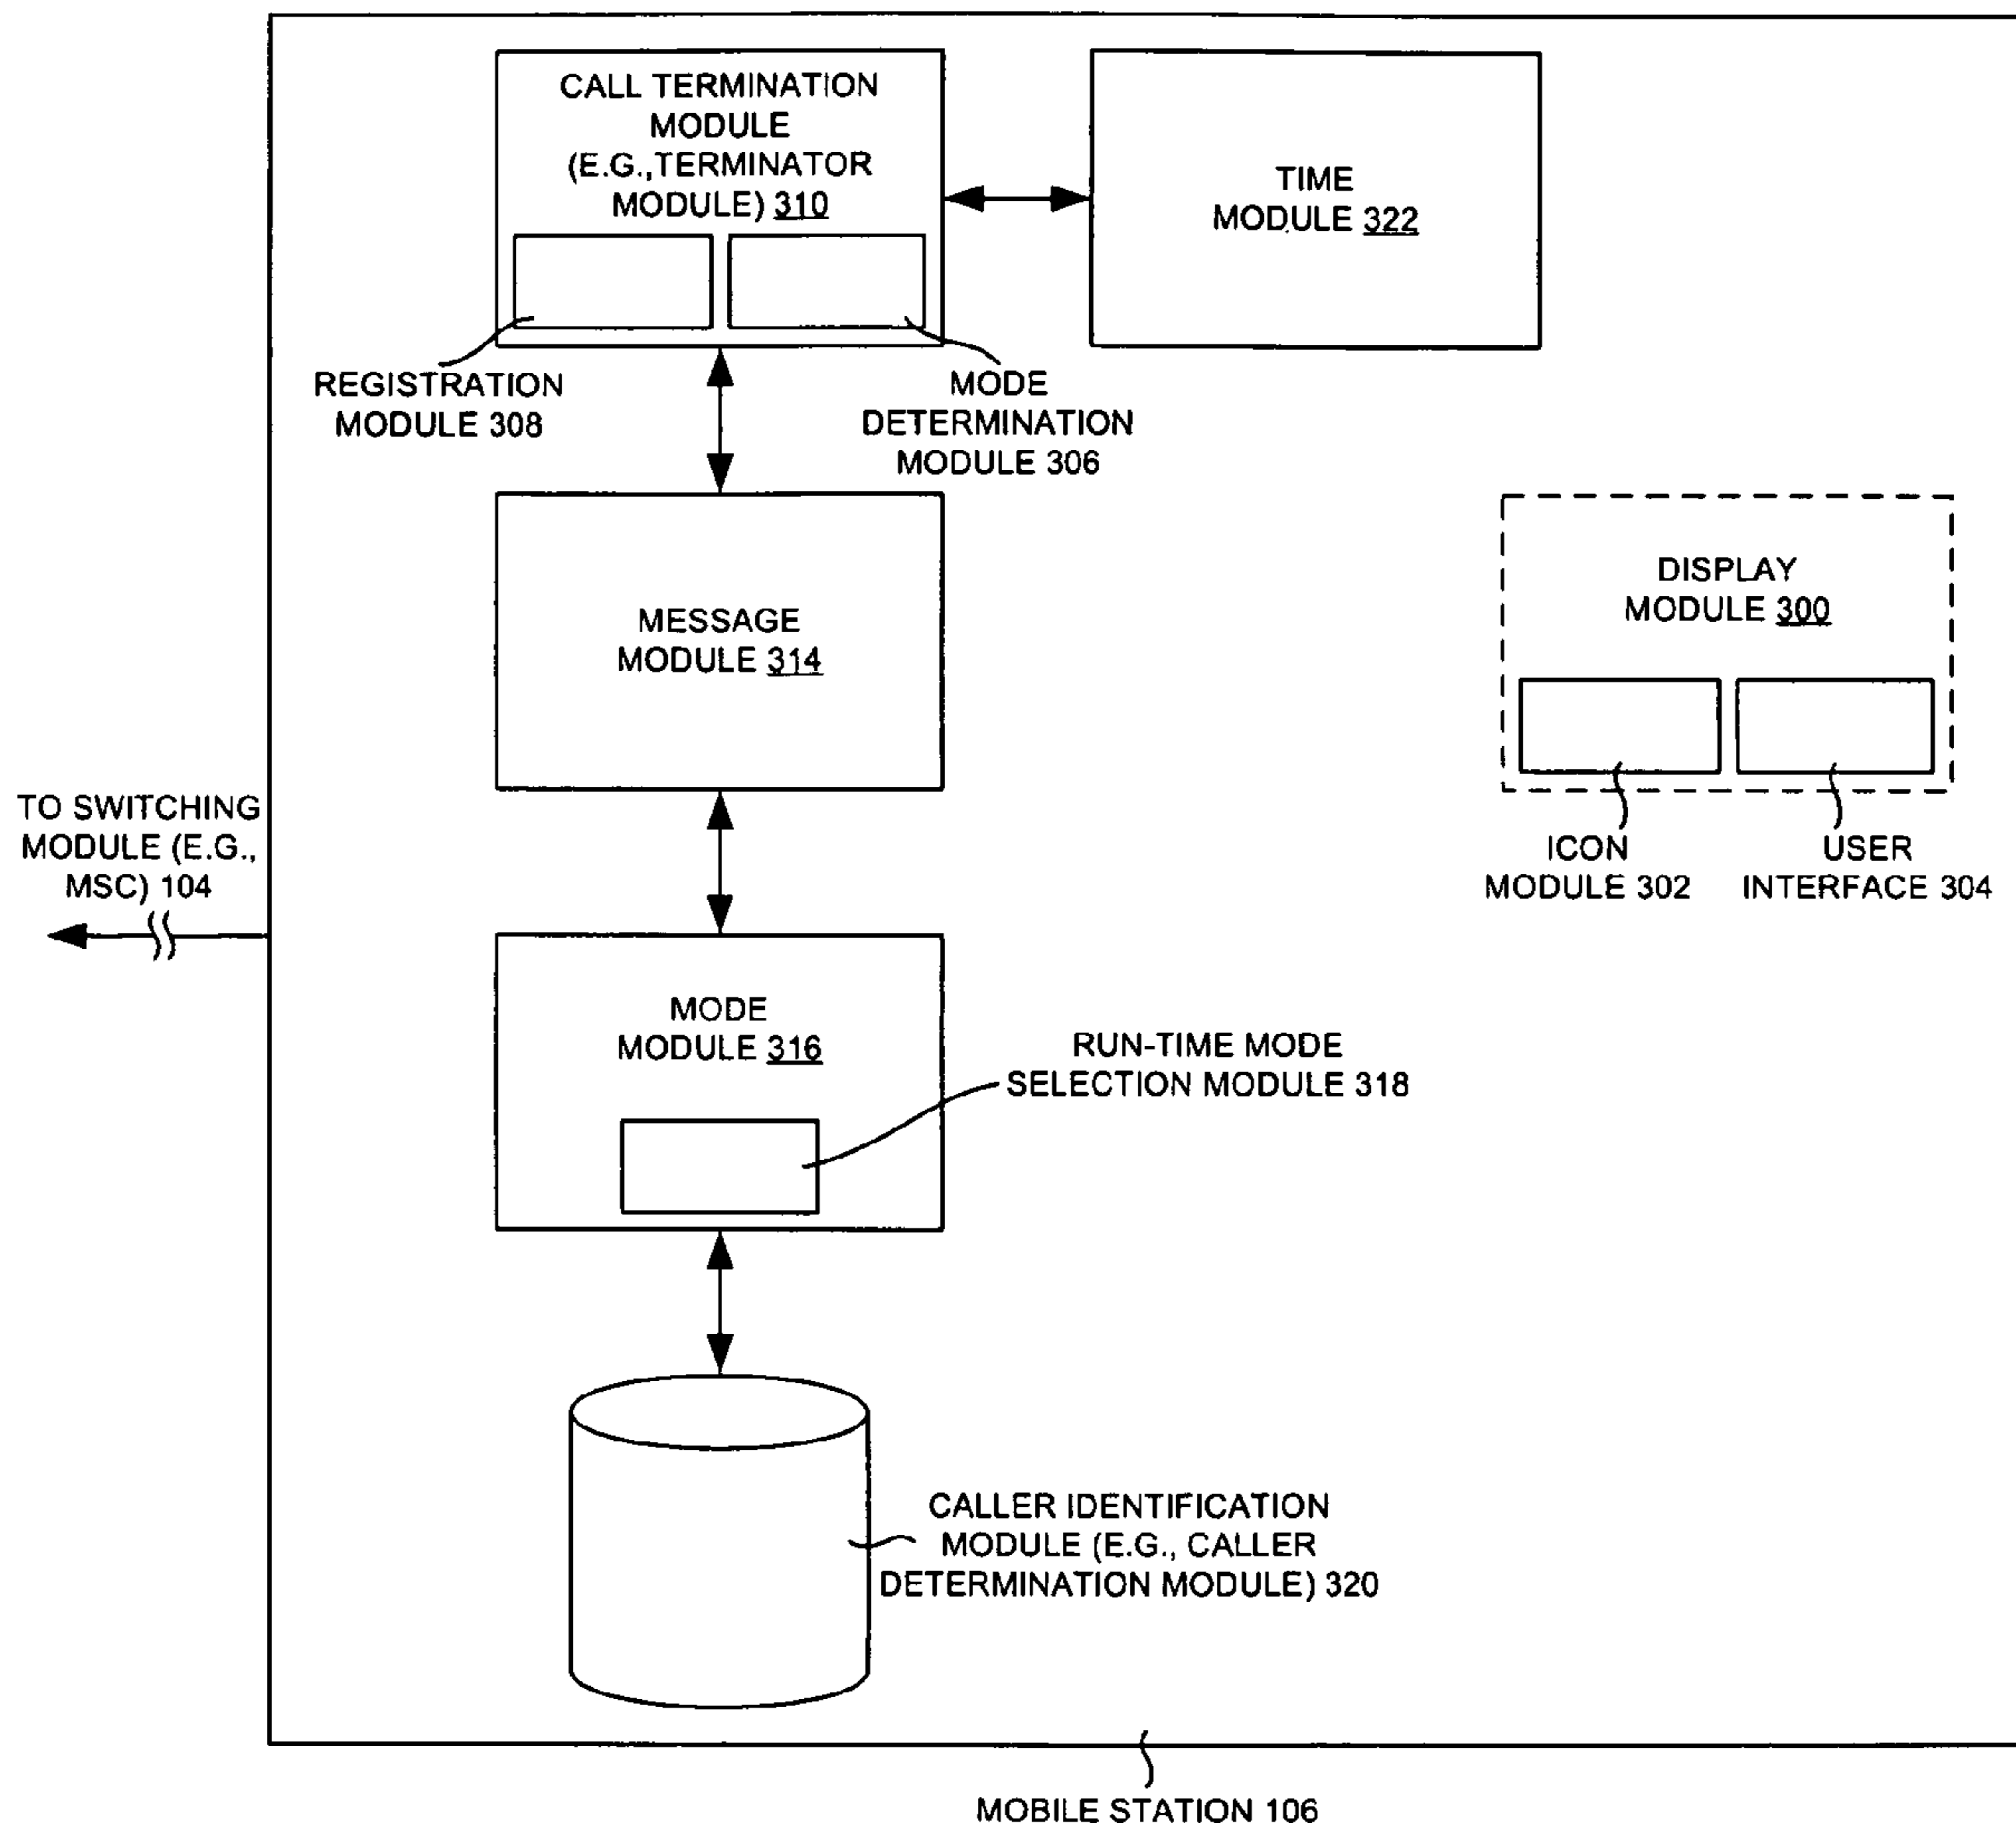 CALL TERMINATION
MODULE
(E.G.,TERMINATOR
MODULE) 310
TIME
MODULE 322
REGISTRATION
MODULE 308
MODE
DETERMINATION
MODULE 306
MESSAGE
MODULE 314
DISPLAY
MODULE 300
ICON
MODULE 302
USER
INTERFACE 304
TO SWITCHING
MODULE (E.G.,
MSC) 104
MODE
MODULE 316
RUN-TIME MODE
SELECTION MODULE 318
CALLER IDENTIFICATION
MODULE (E.G., CALLER
DETERMINATION MODULE) 320
MOBILE STATION 106